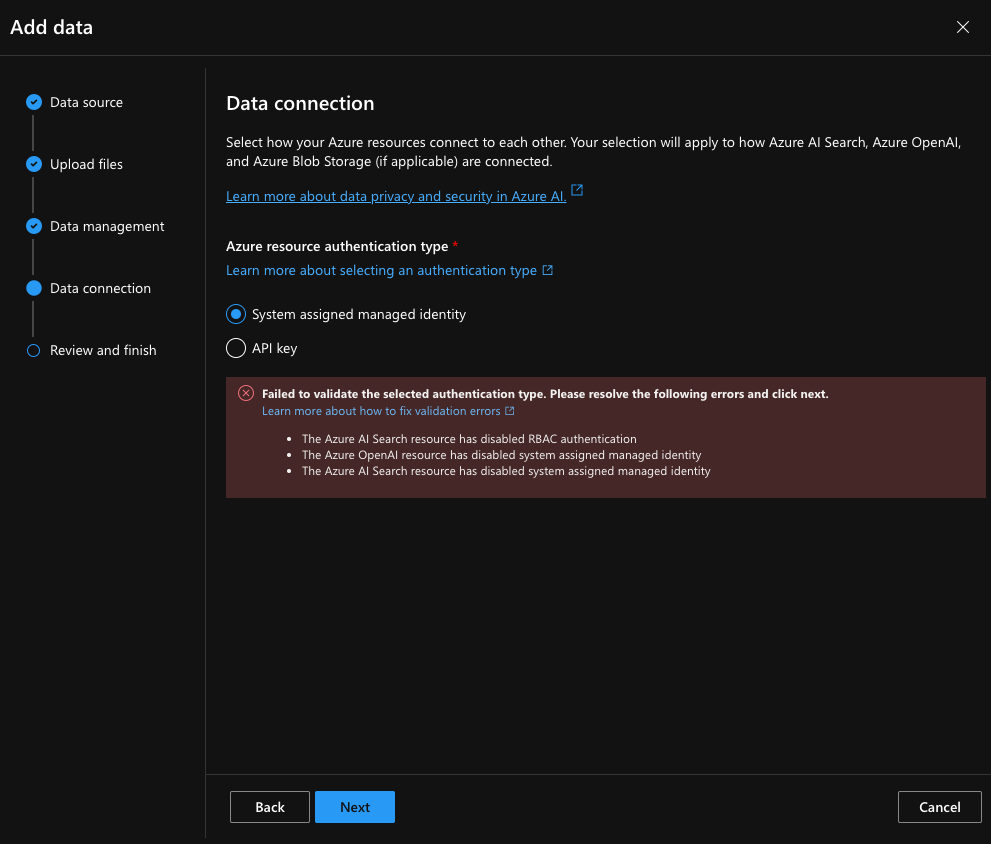 Add data
Data source
Upload files
Data management
Data connection
Review and finish
Data connection
Select how your Azure resources connect to each other. Your selection will apply to how Azure AI Search, Azure OpenAI,
and Azure Blob Storage (if applicable) are connected.
Learn more about data privacy and security in Azure AI.
Azure resource authentication type *
Learn more about selecting an authentication type
System assigned managed identity
API key
Failed to validate the selected authentication type. Please resolve the following errors and click next.
Learn more about how to fix validation errors
• The Azure AI Search resource has disabled RBAC authentication
• The Azure OpenAI resource has disabled system assigned managed identity
• The Azure AI Search resource has disabled system assigned managed identity
Back
Next
Cancel